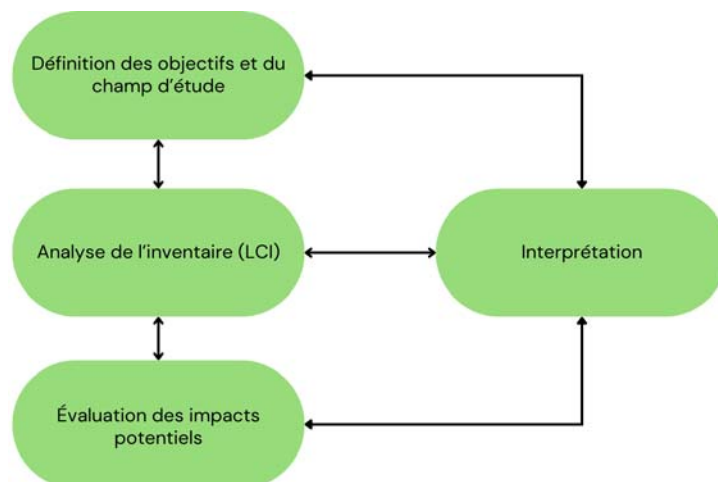 Définition des objectifs et du
champ d’étude
Analyse de l’inventaire (LCI)
Interprétation
Évaluation des impacts
potentiels